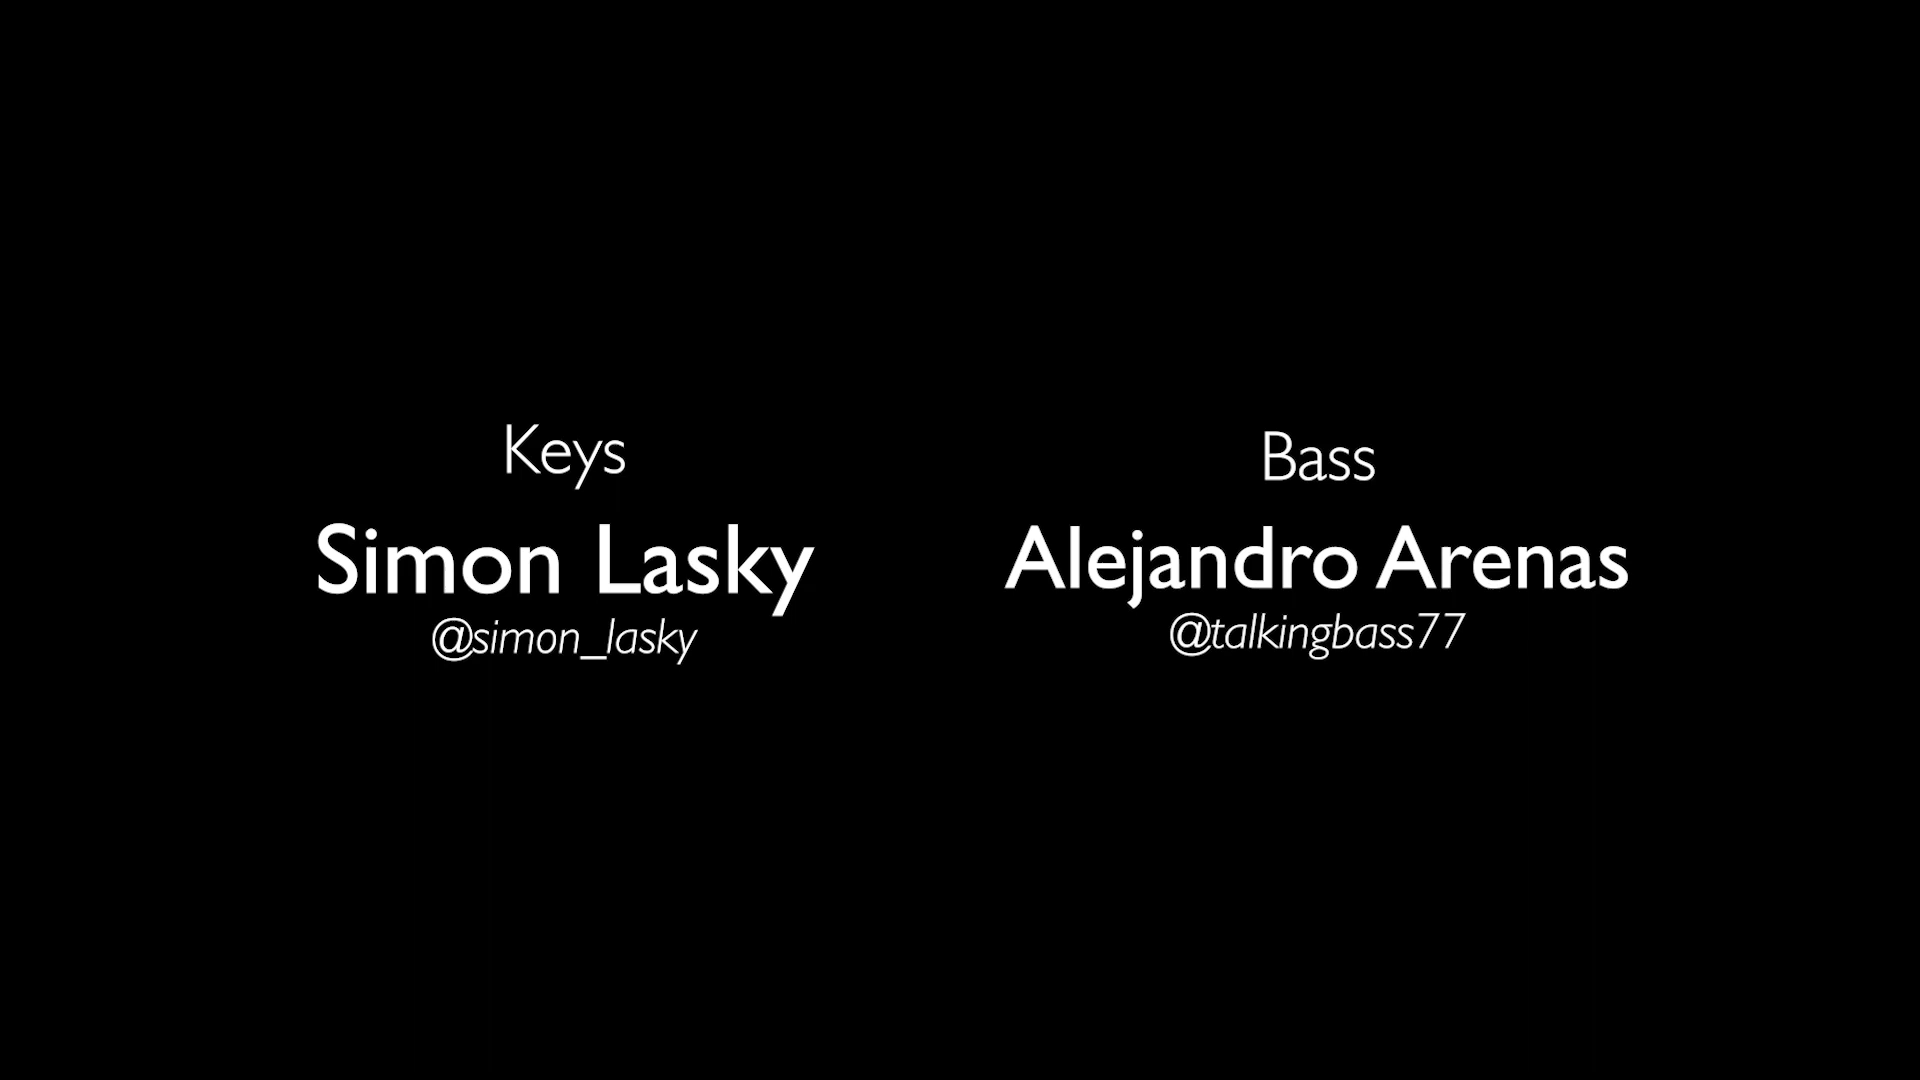 Keys
Simon Lasky
@simon_lasky
Bass
Alejandro Arenas
@talkingbass77